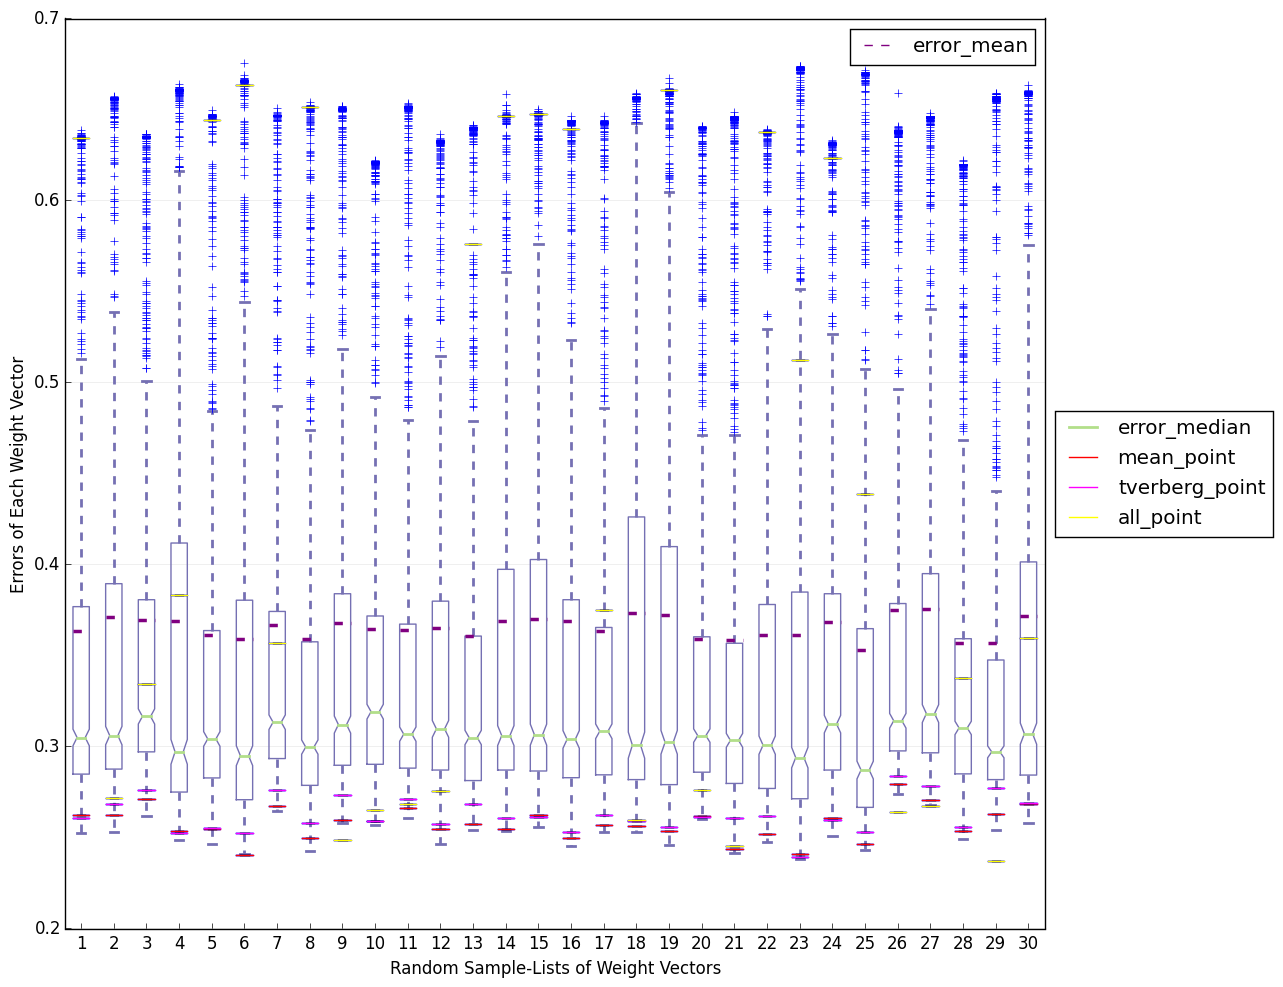 0.7
0.6
0.5
0.4
0.3
0.2
Errors of Each Weight Vector
error_mean
error_median
mean_point
tverberg_point
all_point
1 2 3 4 5 6 7 8 9 10 11 12 13 14 15 16 17 18 19 20 21 22 23 24 25 26 27 28 29 30
Random Sample-Lists of Weight Vectors